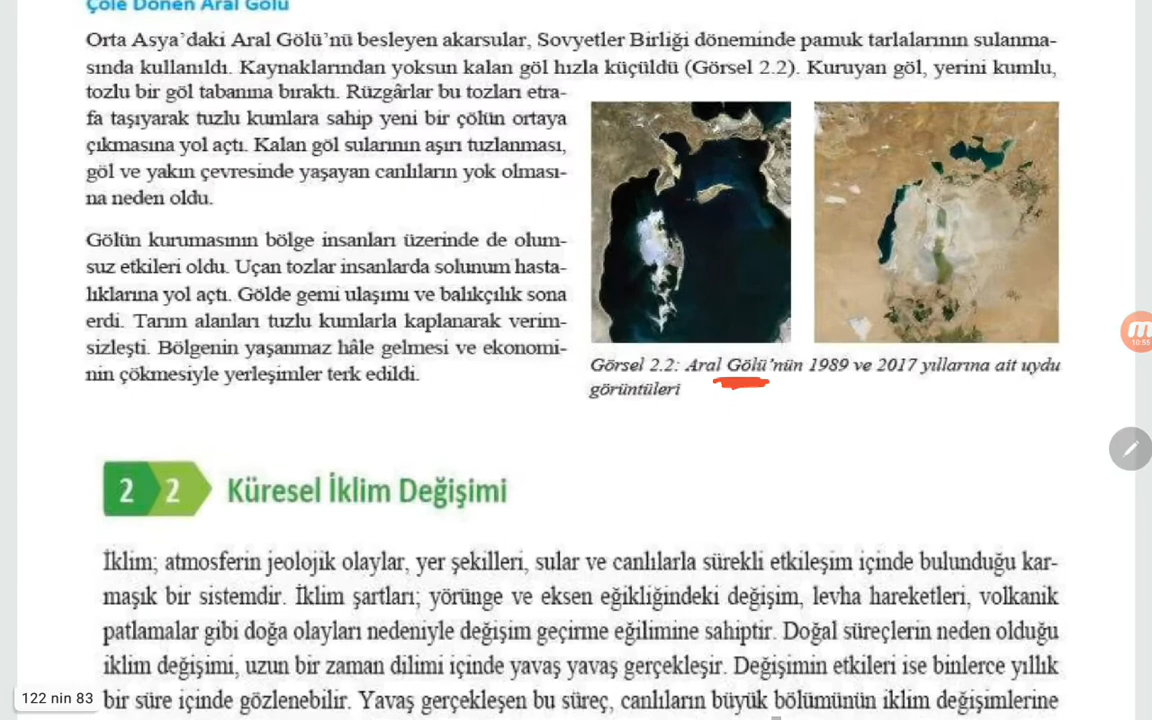 Çöle Dönen Aral Gölü
Orta Asya’daki Aral Gölü’nü besleyen akarsular, Sovyetler Birliği döneminde pamuk tarlalarının sulanma-
sında kullanıldı. Kaynaklarından yoksun kalan göl hızla küçüldü (Görsel 2.2). Kuruyan göl, yerini kumlu,
tozlu bir göl tabanına bıraktı. Rüzgârlar bu tozları etra-
fa taşıyarak tuzlu kumlara sahip yeni bir çölün ortaya
çıkmasına yol açtı. Kalan göl sularının aşırı tuzlanması,
göl ve yakın çevresinde yaşayan canlıların yok olması-
na neden oldu.
Gölün kurumasının bölge insanları üzerinde de olum-
suz etkileri oldu. Uçan tozlar insanlarda solunum hasta-
lıklarına yol açtı. Gölde gemi ulaşımı ve balıkçılık sona
erdi. Tarım alanları tuzlu kumlarla kaplanarak verim-
sizleşti. Bölgenin yaşanmaz hâle gelmesi ve ekonomi-
nin çökmesiyle yerleşimler terk edildi.
Görsel 2.2: Aral Gölü’nün 1989 ve 2017 yıllarına ait uydu
görüntüleri
10:55
2 2 Küresel İklim Değişimi
İklim; atmosferin jeolojik olaylar, yer şekilleri, sular ve canlılarla sürekli etkileşim içinde bulunduğu kar-
maşık bir sistemdir. İklim şartları; yörünge ve eksen eğikliğindeki değişim, levha hareketleri, volkanik
patlamalar gibi doğa olayları nedeniyle değişim geçirme eğilimine sahiptir. Doğal süreçlerin neden olduğu
iklim değişimi, uzun bir zaman dilimi içinde yavaş yavaş gerçekleşir. Değişimin etkileri ise binlerce yıllık
bir süre içinde gözlenebilir. Yavaş gerçekleşen bu süreç, canlıların büyük bölümünün iklim değişimlerine
122 nin 83